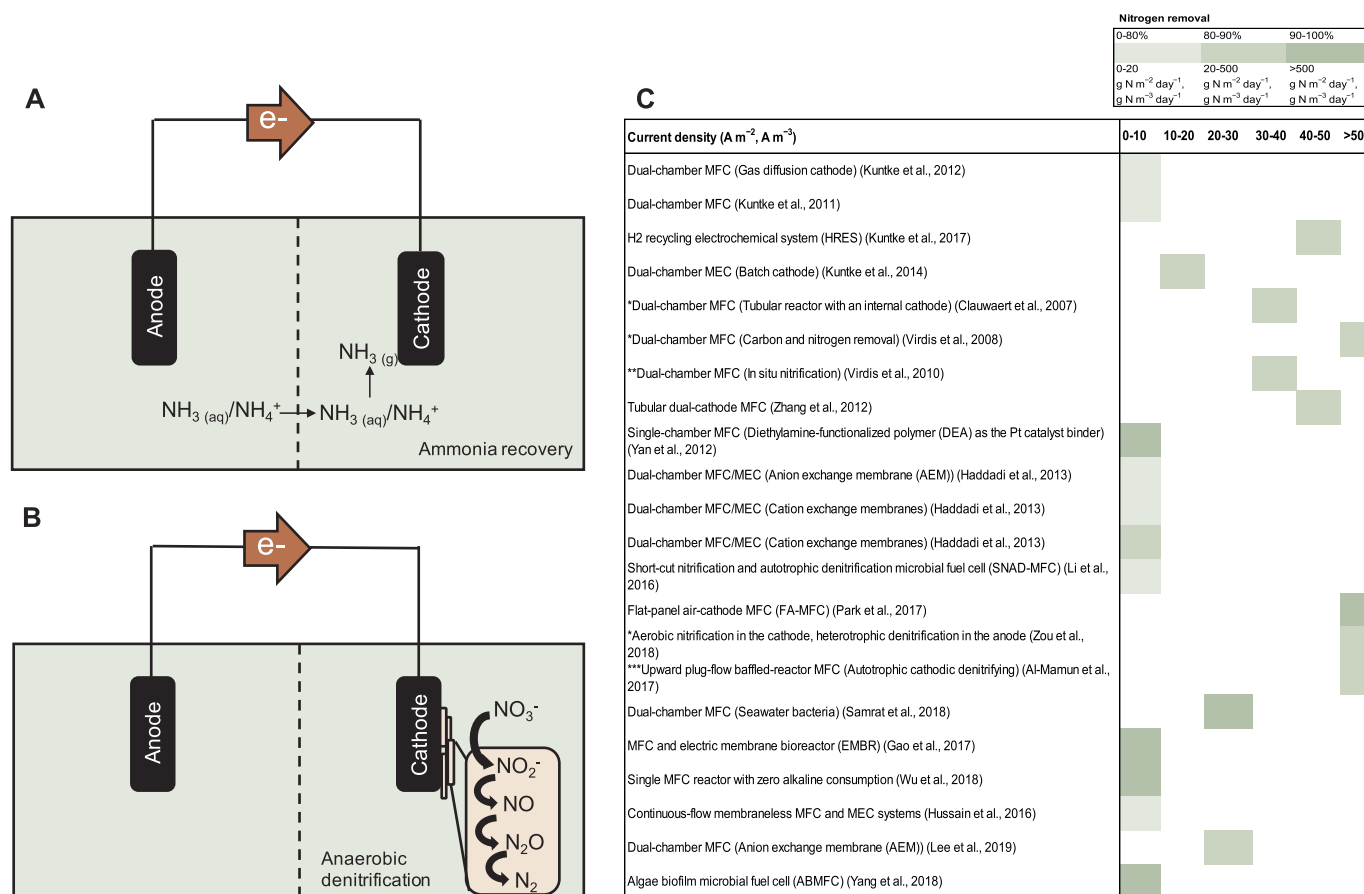 A
e-
Anode
Cathode
NH3 (g)
NH3 (aq)/NH4+
NH3 (aq)/NH4+
Ammonia recovery
B
e-
Anode
Cathode
NO3-
NO2-
NO
N2O
N2
Anaerobic
denitrification
C
Nitrogen removal
0-80% 80-90% 90-100%
0-20 20-500 >500
g N m−2 day−1, g N m−2 day−1, g N m−2 day−1,
g N m−3 day−1 g N m−3 day−1 g N m−3 day−1
Current density (A m−2, A m−3) 0-10 10-20 20-30 30-40 40-50 >50
Dual-chamber MFC (Gas diffusion cathode) (Kuntke et al., 2012)
Dual-chamber MFC (Kuntke et al., 2011)
H2 recycling electrochemical system (HRES) (Kuntke et al., 2017)
Dual-chamber MEC (Batch cathode) (Kuntke et al., 2014)
*Dual-chamber MFC (Tubular reactor with an internal cathode) (Clauwaert et al., 2007)
*Dual-chamber MFC (Carbon and nitrogen removal) (Virdis et al., 2008)
**Dual-chamber MFC (In situ nitrification) (Virdis et al., 2010)
Tubular dual-cathode MFC (Zhang et al., 2012)
Single-chamber MFC (Diethylamine-functionalized polymer (DEA) as the Pt catalyst binder)
(Yan et al., 2012)
Dual-chamber MFC/MEC (Anion exchange membrane (AEM)) (Haddadi et al., 2013)
Dual-chamber MFC/MEC (Cation exchange membranes) (Haddadi et al., 2013)
Dual-chamber MFC/MEC (Cation exchange membranes) (Haddadi et al., 2013)
Short-cut nitrification and autotrophic denitrification microbial fuel cell (SNAD-MFC) (Li et al.,
2016)
Flat-panel air-cathode MFC (FA-MFC) (Park et al., 2017)
*Aerobic nitrification in the cathode, heterotrophic denitrification in the anode (Zou et al.,
2018)
***Upward plug-flow baffled-reactor MFC (Autotrophic cathodic denitrifying) (Al-Mamun et al.,
2017)
Dual-chamber MFC (Seawater bacteria) (Samrat et al., 2018)
MFC and electric membrane bioreactor (EMBR) (Gao et al., 2017)
Single MFC reactor with zero alkaline consumption (Wu et al., 2018)
Continuous-flow membraneless MFC and MEC systems (Hussain et al., 2016)
Dual-chamber MFC (Anion exchange membrane (AEM)) (Lee et al., 2019)
Algae biofilm microbial fuel cell (ABMFC) (Yang et al., 2018)